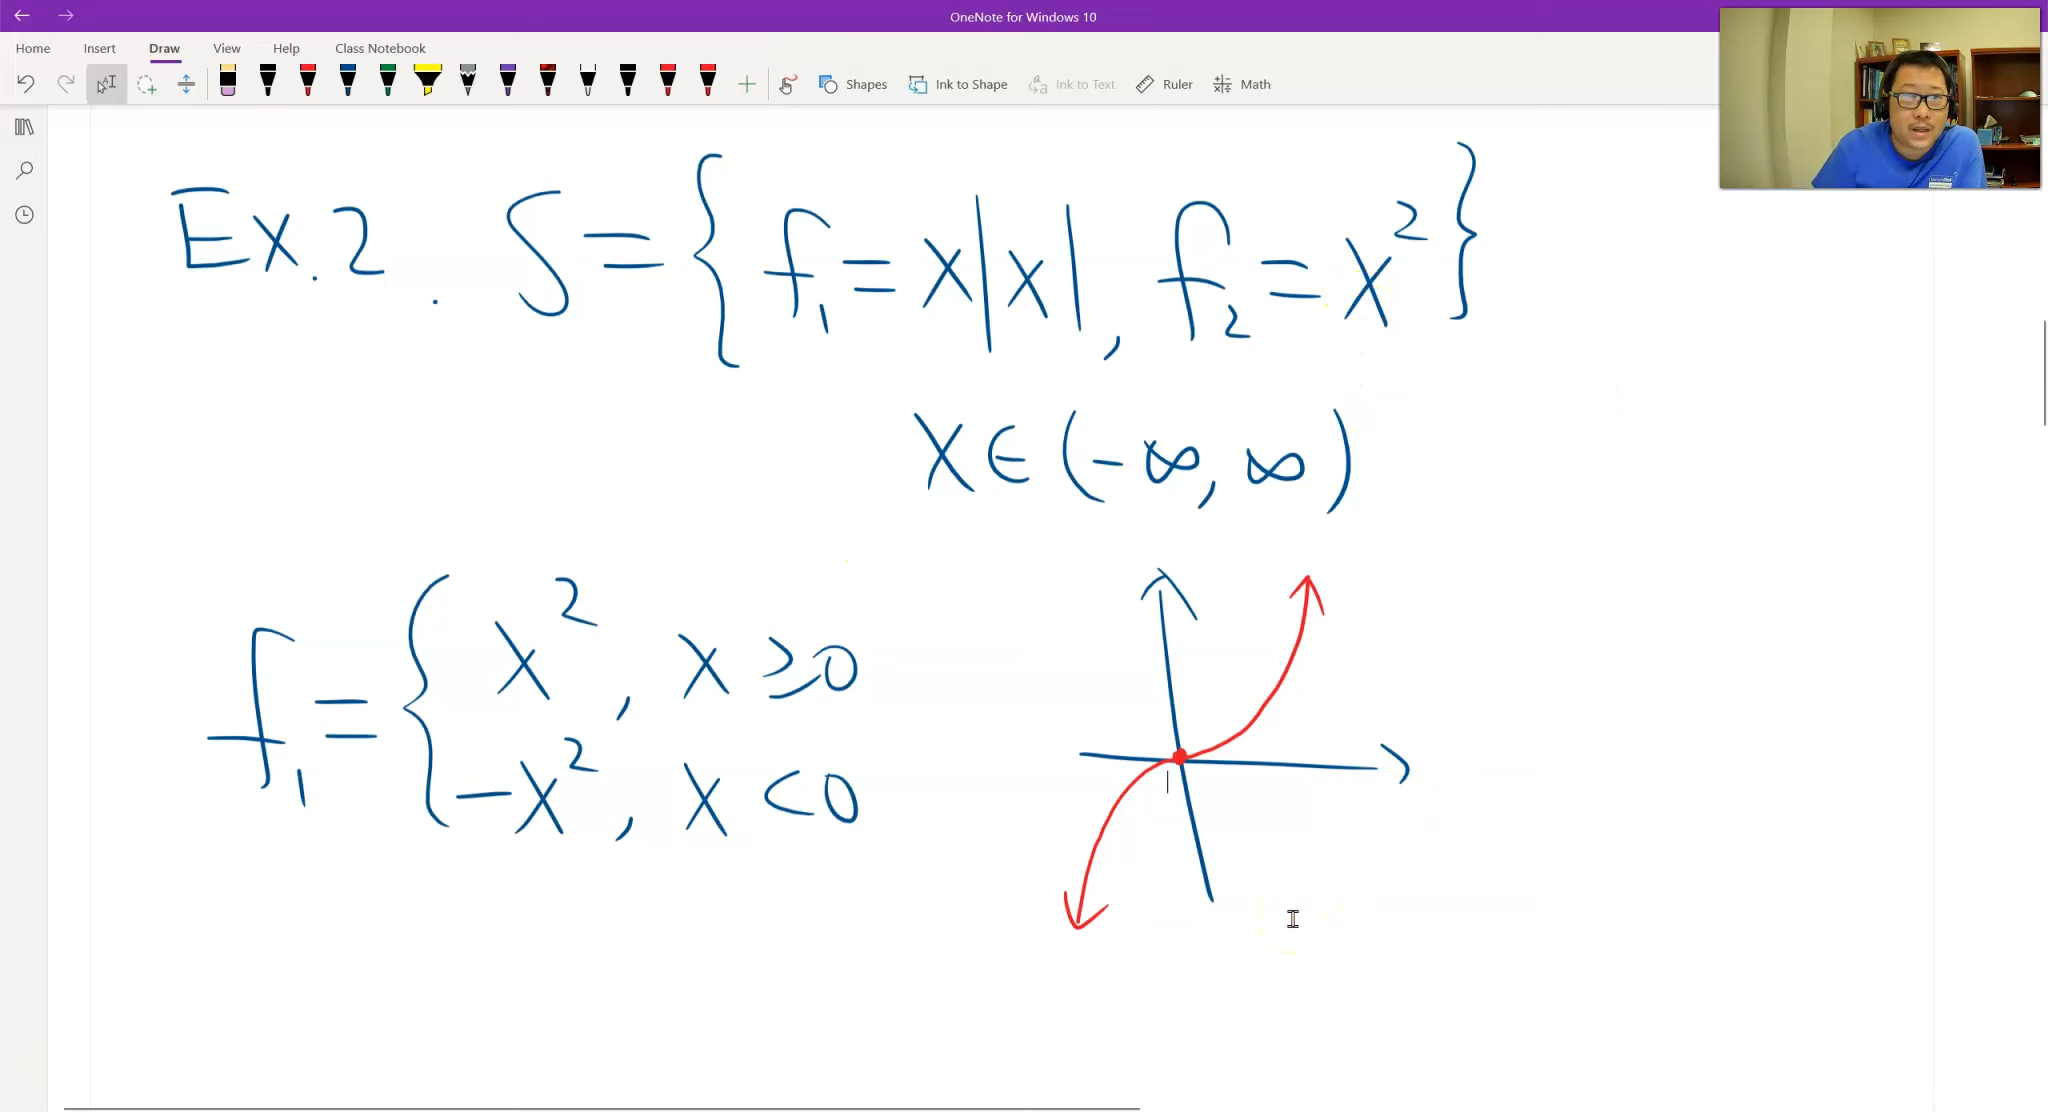 OneNote for Windows 10
Home Insert Draw View Help Class Notebook
Shapes Ink to Shape Ink to Text Ruler Math
Ex.2. S={f₁=x|x|, f₂=x²}
x∈(-∞,∞)
f₁={x², x≥0
-x², x<0